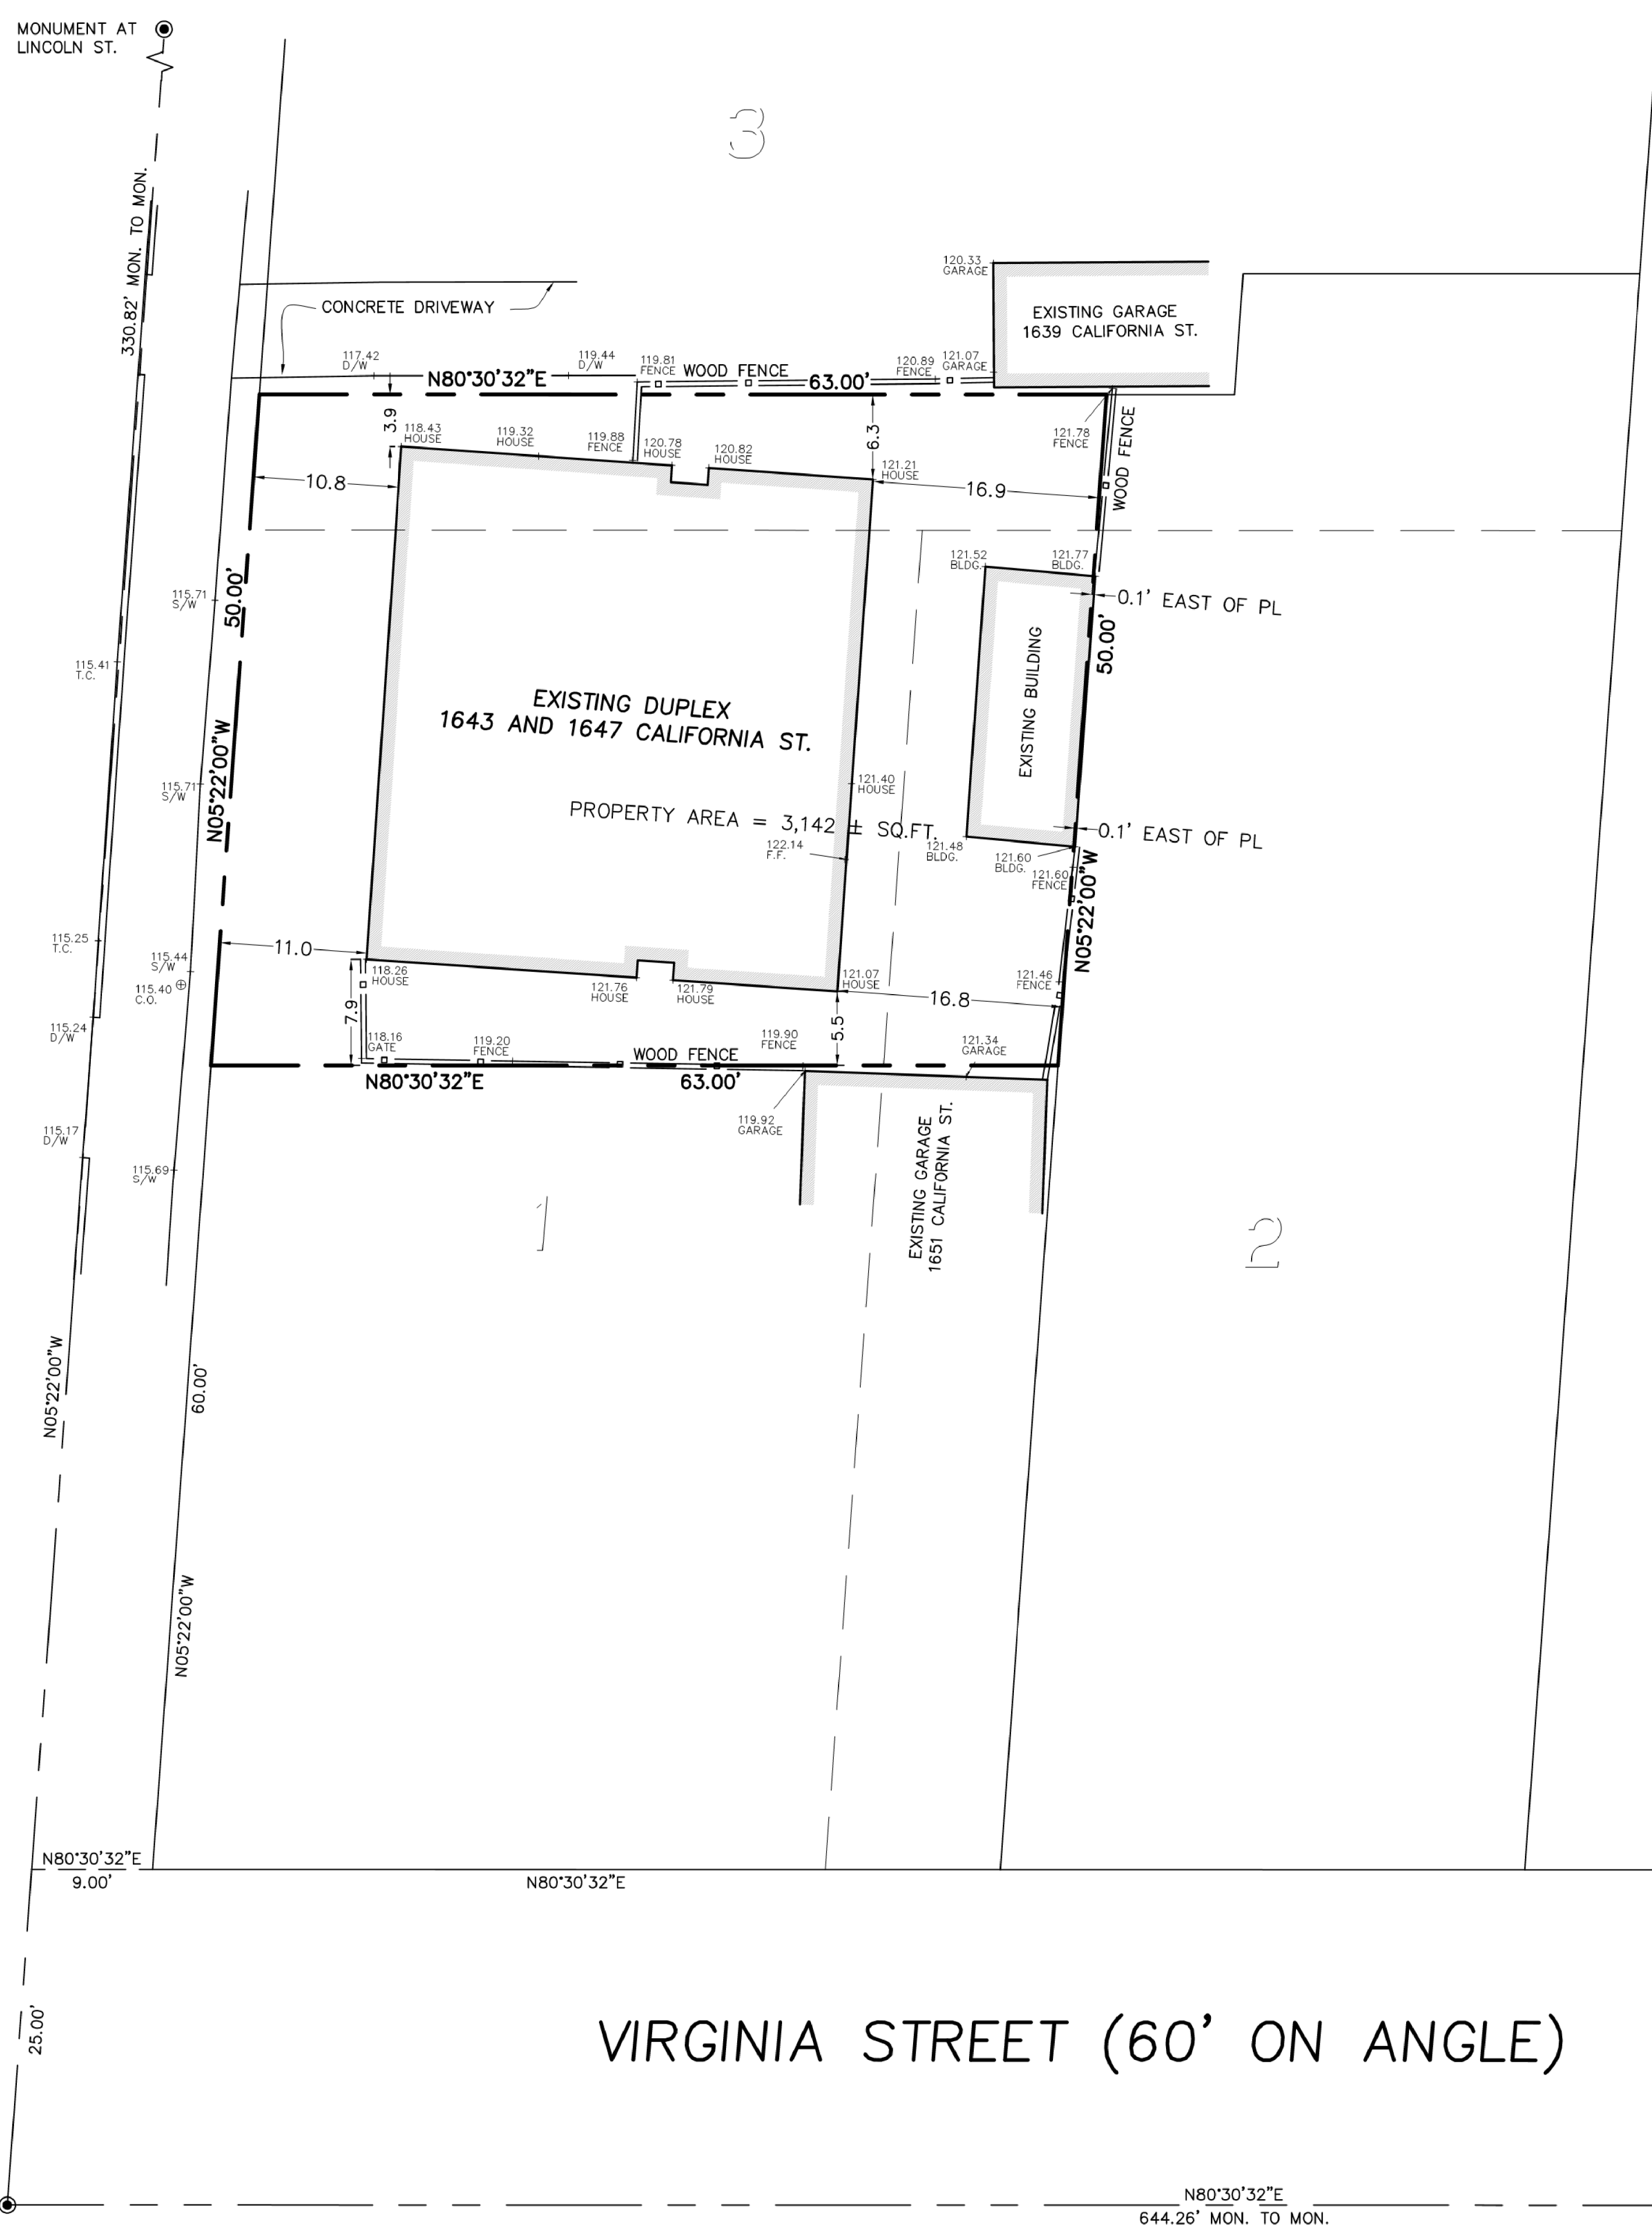 MONUMENT AT
LINCOLN ST.
3
330.82' MON. TO MON.
120.33
GARAGE
EXISTING GARAGE
1639 CALIFORNIA ST.
CONCRETE DRIVEWAY
117.42
D/W
N80°30'32"E
119.44
D/W
119.81
FENCE
WOOD FENCE
63.00'
120.89
FENCE
121.07
GARAGE
3.9
118.43
HOUSE
119.32
HOUSE
119.88
FENCE
120.78
HOUSE
120.82
HOUSE
6.3
121.21
HOUSE
121.78
FENCE
WOOD FENCE
10.8
16.9
121.52
BLDG.
121.77
BLDG.
0.1' EAST OF PL
115.71
S/W
50.00'
50.00'
115.41
T.C.
EXISTING BUILDING
EXISTING DUPLEX
1643 AND 1647 CALIFORNIA ST.
115.71
S/W
N05°22'00"W
121.40
HOUSE
PROPERTY AREA = 3,142 ± SQ.FT.
122.14
F.F.
0.1' EAST OF PL
121.48
BLDG.
121.60
BLDG.
121.60
FENCE
N05°22'00"W
115.25
T.C.
11.0
115.44
S/W
115.40
C.O.
118.26
HOUSE
121.76
HOUSE
121.79
HOUSE
121.07
HOUSE
16.8
121.46
FENCE
115.24
D/W
7.9
118.16
GATE
119.20
FENCE
WOOD FENCE
119.90
FENCE
5.5
121.34
GARAGE
N80°30'32"E
63.00'
119.92
GARAGE
115.17
D/W
115.69
S/W
EXISTING GARAGE
1651 CALIFORNIA ST.
1
2
N05°22'00"W
60.00'
N05°22'00"W
N80°30'32"E
9.00'
N80°30'32"E
25.00'
VIRGINIA STREET (60' ON ANGLE)
N80°30'32"E
644.26' MON. TO MON.